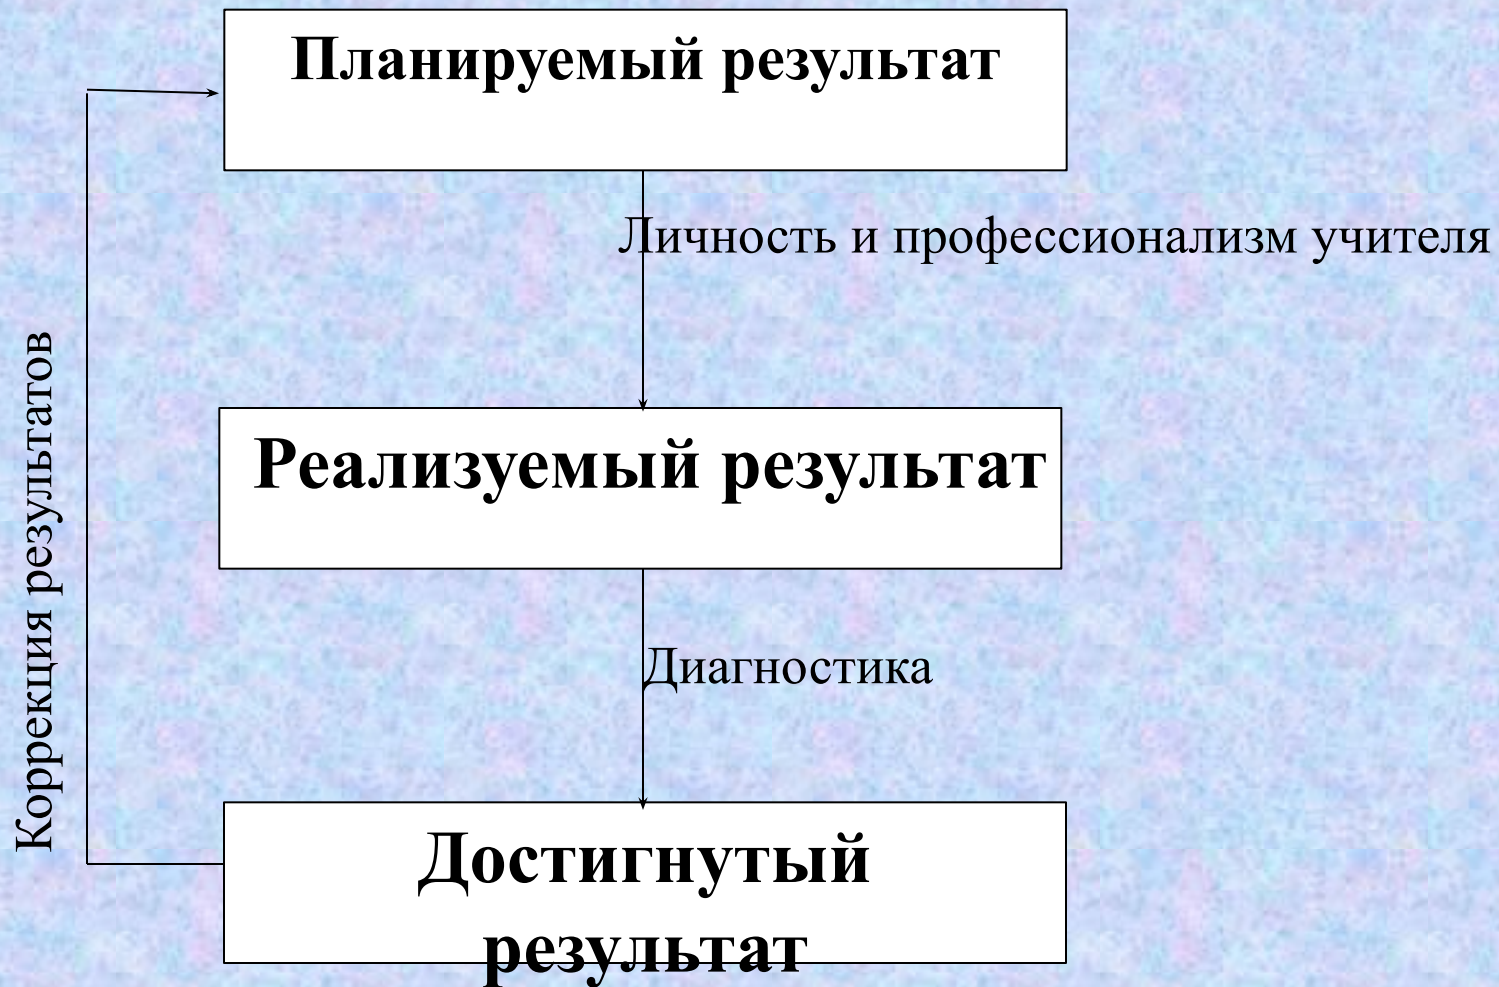 Планируемый результат
Личность и профессионализм учителя
Реализуемый результат
Диагностика
Достигнутый
результат
Коррекция результатов